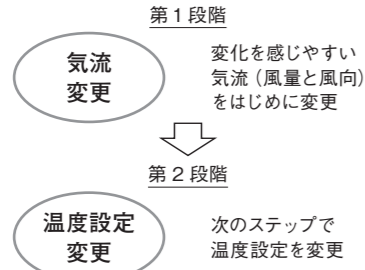 第1段階
気流
変更
変化を感じやすい
気流（風量と風向）
をはじめに変更
第2段階
温度設定
変更
次のステップで
温度設定を変更